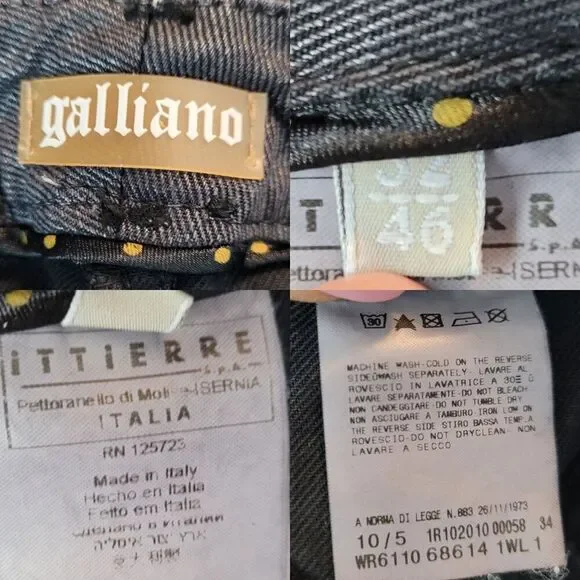 galliano
32
46
ITTIERRE
s.p.a.
iTTiERRE
s.p.a.
Pettoranello di Moli ISERNIA
ITALIA
RN 125723
Made in Italy
Hecho en Italia
Feito em Italia
30
MACHINE WASH-COLD ON THE REVERSE
SIDE WASH SEPARATELY- LAVARE AL
ROVESCIO IN LAVATRICE A 30 G
LAVARE SEPARATAMENTE-DO NOT BLEACH
NON CANDEGGIARE-DO NOT TUMBLE DRY
NON ASCIUGARE A TAMBURO-IRON LOW ON
THE REVERSE SIDE STIRO BASSA TEMP.A
ROVESCIO-DO NOT DRYCLEAN- NON
LAVARE A SECCO
A NORMA DI LEGGE N.883 26/11/1973
10/5 1R102010 00058 34
WR6110 68614 1WL 1